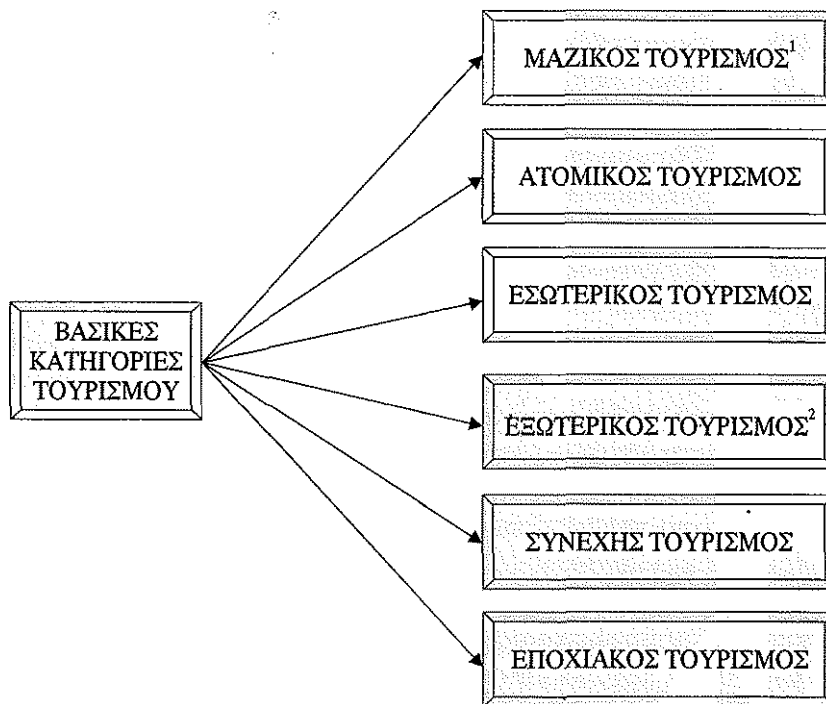 ΜΑΖΙΚΟΣ ΤΟΥΡΙΣΜΟΣ¹
ΑΤΟΜΙΚΟΣ ΤΟΥΡΙΣΜΟΣ
ΕΣΩΤΕΡΙΚΟΣ ΤΟΥΡΙΣΜΟΣ
ΒΑΣΙΚΕΣ
ΚΑΤΗΓΟΡΙΕΣ
ΤΟΥΡΙΣΜΟΥ
ΕΞΩΤΕΡΙΚΟΣ ΤΟΥΡΙΣΜΟΣ²
ΣΥΝΕΧΗΣ ΤΟΥΡΙΣΜΟΣ
ΕΠΟΧΙΑΚΟΣ ΤΟΥΡΙΣΜΟΣ